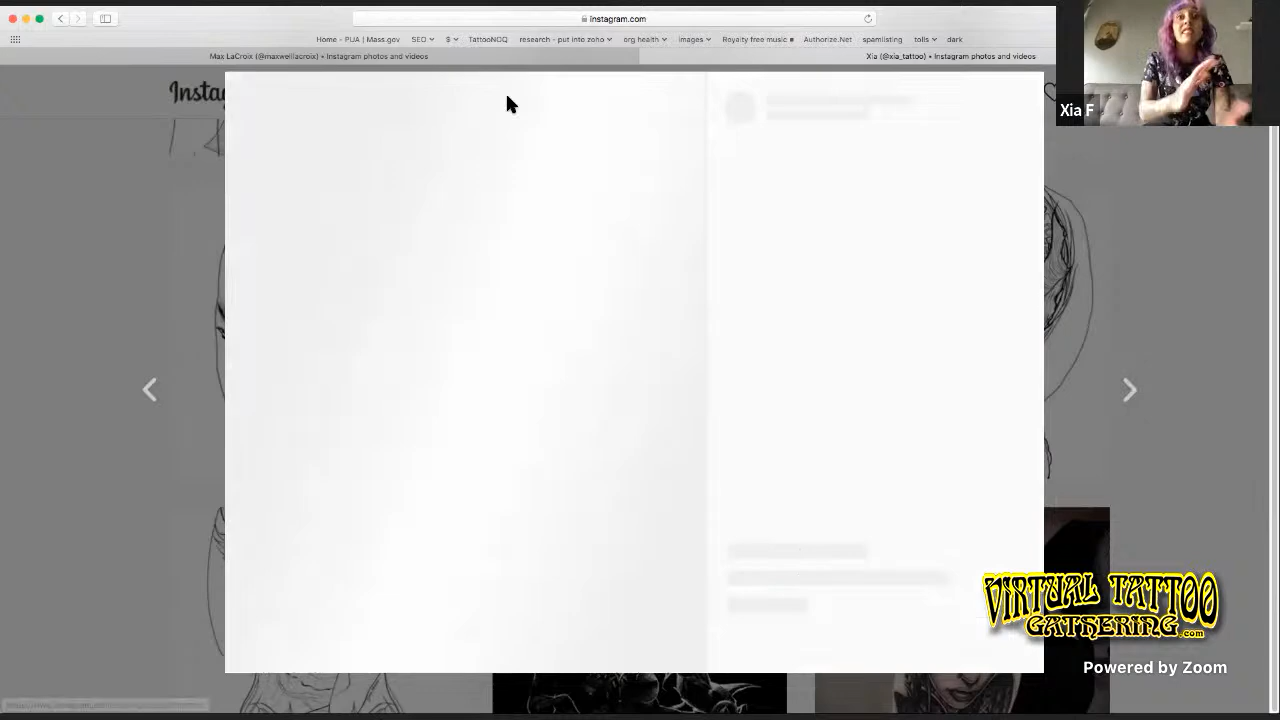 instagram.com
Home - PUA | Mass.gov SEO $ TattooNOQ research - put into zoho org health images Royalty free music Authorize.Net spamlisting tolls dark
Max LaCroix (@maxwelllacroix) • Instagram photos and videos
Xia (@xia_tattoo) • Instagram photos and videos
Instag
Xia F
VIRTUAL TATTOO
GATHERING.com
Powered by Zoom